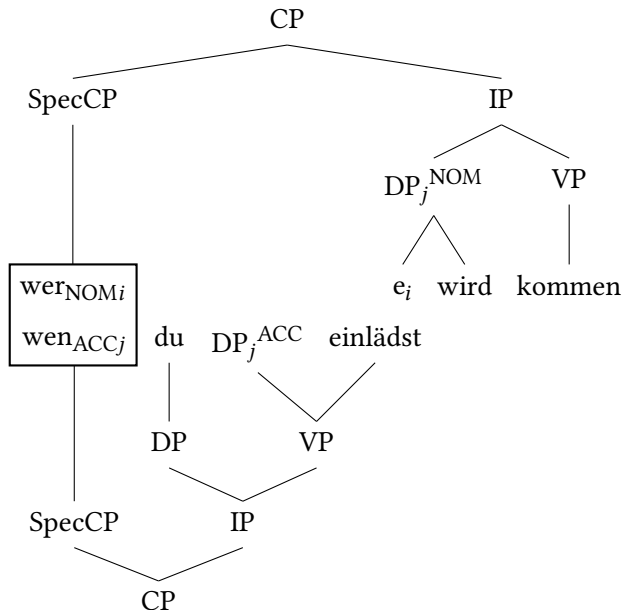 CP
SpecCP IP
DP_j^NOM VP
wer_NOMi e_i wird kommen
wen_ACCj du DP_j^ACC einlädst
DP VP
SpecCP IP
CP